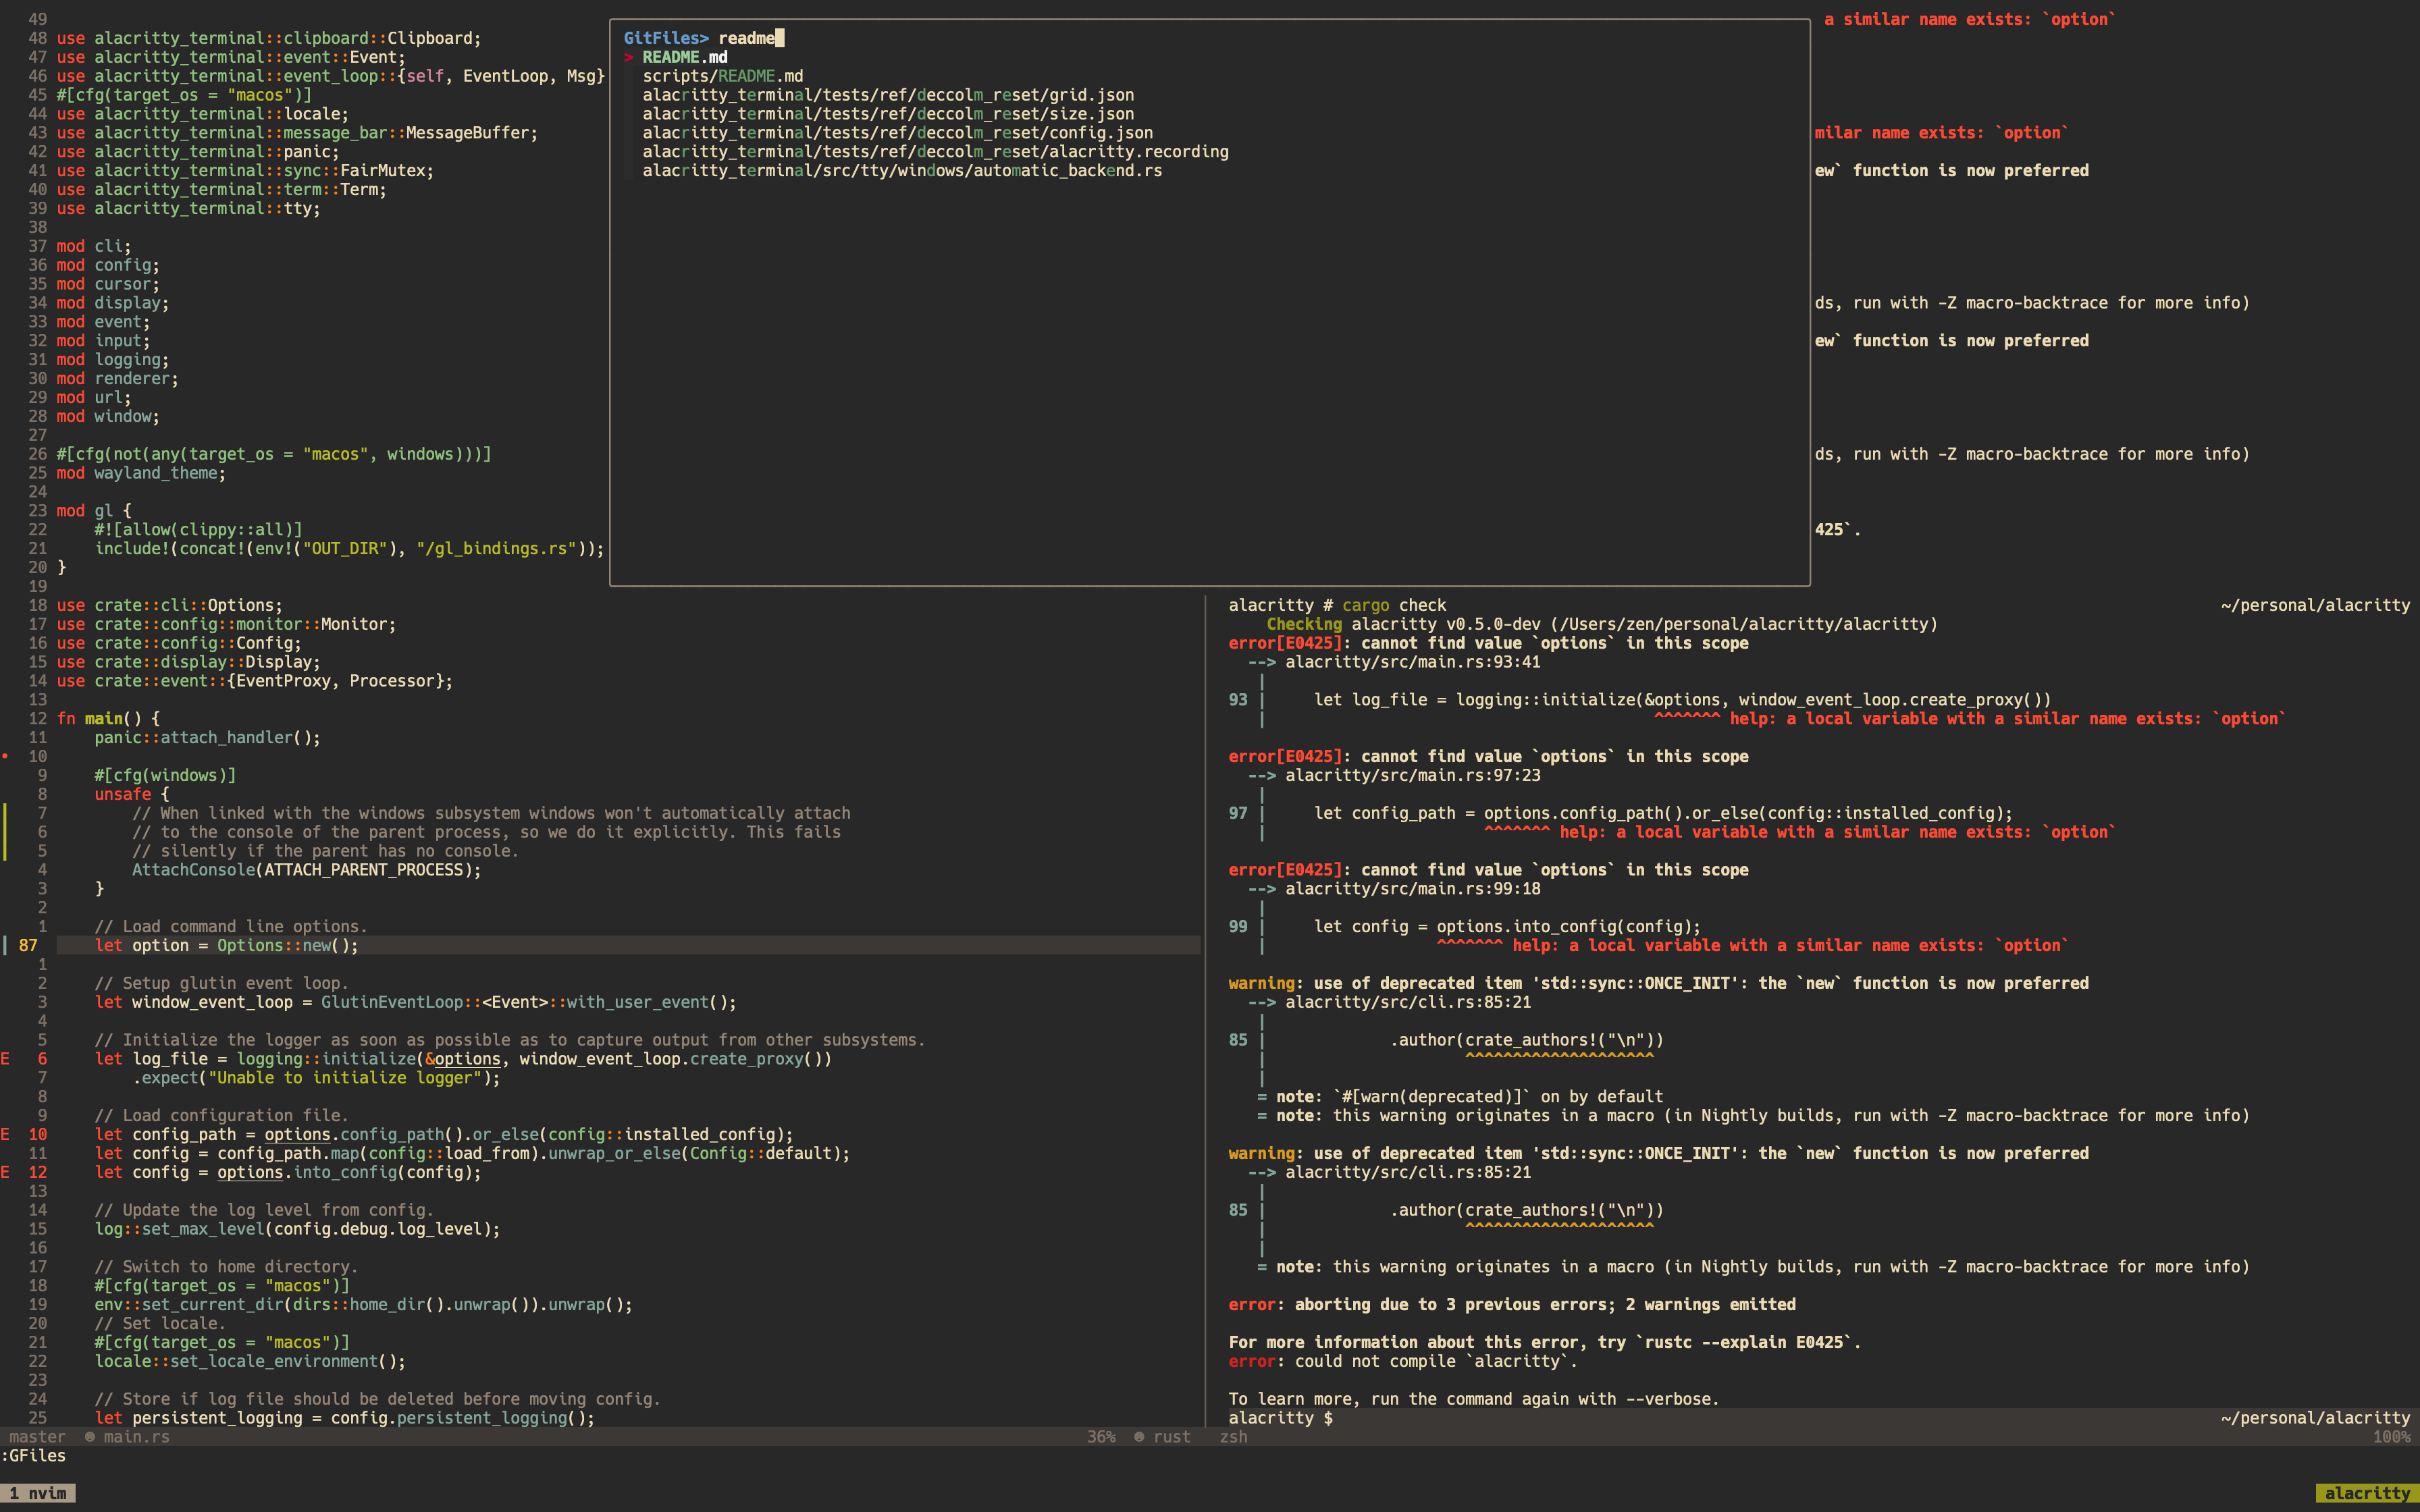 49
48 use alacritty_terminal::clipboard::Clipboard;
47 use alacritty_terminal::event::Event;
46 use alacritty_terminal::event_loop::{self, EventLoop, Msg}
45 #[cfg(target_os = "macos")]
44 use alacritty_terminal::locale;
43 use alacritty_terminal::message_bar::MessageBuffer;
42 use alacritty_terminal::panic;
41 use alacritty_terminal::sync::FairMutex;
40 use alacritty_terminal::term::Term;
39 use alacritty_terminal::tty;
38
37 mod cli;
36 mod config;
35 mod cursor;
34 mod display;
33 mod event;
32 mod input;
31 mod logging;
30 mod renderer;
29 mod url;
28 mod window;
27
26 #[cfg(not(any(target_os = "macos", windows)))]
25 mod wayland_theme;
24
23 mod gl {
22     #![allow(clippy::all)]
21     include!(concat!(env!("OUT_DIR"), "/gl_bindings.rs"));
20 }
19
18 use crate::cli::Options;
17 use crate::config::monitor::Monitor;
16 use crate::config::Config;
15 use crate::display::Display;
14 use crate::event::{EventProxy, Processor};
13
12 fn main() {
11     panic::attach_handler();
• 10
9     #[cfg(windows)]
8     unsafe {
7         // When linked with the windows subsystem windows won't automatically attach
6         // to the console of the parent process, so we do it explicitly. This fails
5         // silently if the parent has no console.
4         AttachConsole(ATTACH_PARENT_PROCESS);
3     }
2
1     // Load command line options.
87     let option = Options::new();
1
2     // Setup glutin event loop.
3     let window_event_loop = GlutinEventLoop::<Event>::with_user_event();
4
5     // Initialize the logger as soon as possible as to capture output from other subsystems.
E 6     let log_file = logging::initialize(&options, window_event_loop.create_proxy())
7         .expect("Unable to initialize logger");
8
9     // Load configuration file.
E 10     let config_path = options.config_path().or_else(config::installed_config);
11     let config = config_path.map(config::load_from).unwrap_or_else(Config::default);
E 12     let config = options.into_config(config);
13
14     // Update the log level from config.
15     log::set_max_level(config.debug.log_level);
16
17     // Switch to home directory.
18     #[cfg(target_os = "macos")]
19     env::set_current_dir(dirs::home_dir().unwrap()).unwrap();
20     // Set locale.
21     #[cfg(target_os = "macos")]
22     locale::set_locale_environment();
23
24     // Store if log file should be deleted before moving config.
25     let persistent_logging = config.persistent_logging();
GitFiles> readme
> README.md
scripts/README.md
alacritty_terminal/tests/ref/deccolm_reset/grid.json
alacritty_terminal/tests/ref/deccolm_reset/size.json
alacritty_terminal/tests/ref/deccolm_reset/config.json
alacritty_terminal/tests/ref/deccolm_reset/alacritty.recording
alacritty_terminal/src/tty/windows/automatic_backend.rs
a similar name exists: `option`
milar name exists: `option`
ew` function is now preferred
ds, run with -Z macro-backtrace for more info)
ew` function is now preferred
ds, run with -Z macro-backtrace for more info)
425`.
alacritty # cargo check ~/personal/alacritty
    Checking alacritty v0.5.0-dev (/Users/zen/personal/alacritty/alacritty)
error[E0425]: cannot find value `options` in this scope
  --> alacritty/src/main.rs:93:41
   |
93 |     let log_file = logging::initialize(&options, window_event_loop.create_proxy())
   |                                         ^^^^^^^ help: a local variable with a similar name exists: `option`

error[E0425]: cannot find value `options` in this scope
  --> alacritty/src/main.rs:97:23
   |
97 |     let config_path = options.config_path().or_else(config::installed_config);
   |                       ^^^^^^^ help: a local variable with a similar name exists: `option`

error[E0425]: cannot find value `options` in this scope
  --> alacritty/src/main.rs:99:18
   |
99 |     let config = options.into_config(config);
   |                  ^^^^^^^ help: a local variable with a similar name exists: `option`

warning: use of deprecated item 'std::sync::ONCE_INIT': the `new` function is now preferred
  --> alacritty/src/cli.rs:85:21
   |
85 |             .author(crate_authors!("\n"))
   |                     ^^^^^^^^^^^^^^^^^^^^
   |
   = note: `#[warn(deprecated)]` on by default
   = note: this warning originates in a macro (in Nightly builds, run with -Z macro-backtrace for more info)

warning: use of deprecated item 'std::sync::ONCE_INIT': the `new` function is now preferred
  --> alacritty/src/cli.rs:85:21
   |
85 |             .author(crate_authors!("\n"))
   |                     ^^^^^^^^^^^^^^^^^^^^
   |
   = note: this warning originates in a macro (in Nightly builds, run with -Z macro-backtrace for more info)

error: aborting due to 3 previous errors; 2 warnings emitted

For more information about this error, try `rustc --explain E0425`.
error: could not compile `alacritty`.

To learn more, run the command again with --verbose.
alacritty $ ~/personal/alacritty
master main.rs 36% rust zsh 100%
:GFiles
1 nvim alacritty